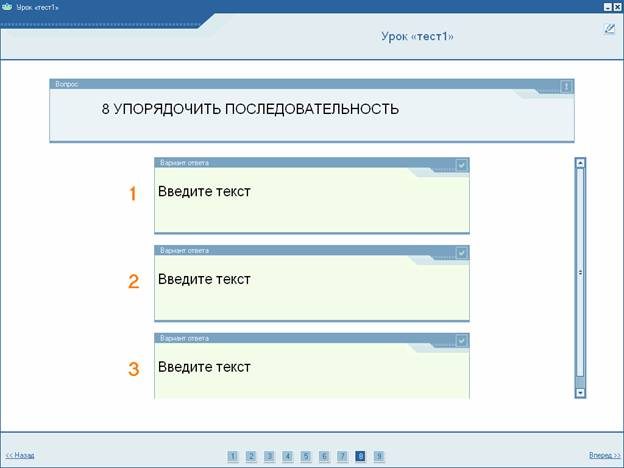 Урок «тест1»
Урок «тест1»
Вопрос
8 УПОРЯДОЧИТЬ ПОСЛЕДОВАТЕЛЬНОСТЬ
Вариант ответа
1 Введите текст
Вариант ответа
2 Введите текст
Вариант ответа
3 Введите текст
<< Назад 1 2 3 4 5 6 7 8 9 Вперед >>